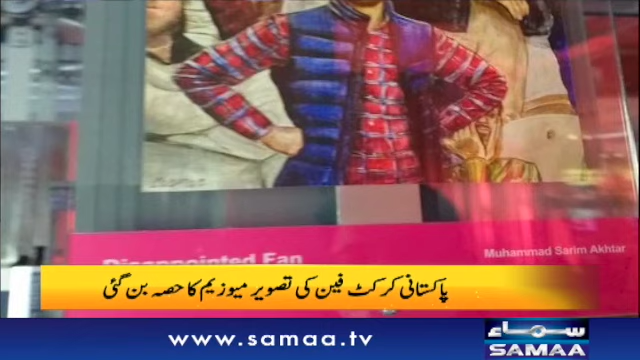 Disappointed Fan
Muhammad Sarim Akhtar
پاکستانی کرکٹ فین کی تصویر میوزیم کا حصہ بن گئی
www.samaa.tv
سماء
SAMAA